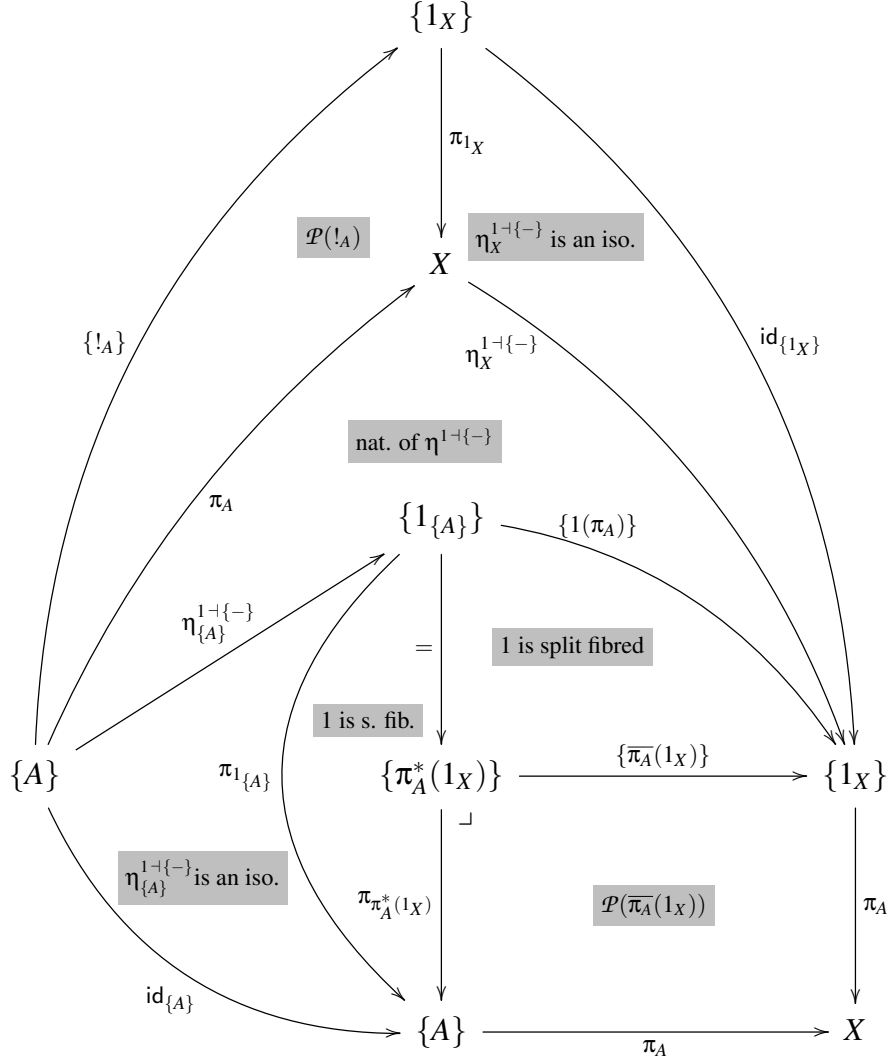 {1_X}
π_{1_X}
𝒫(!_A)
η_X^{1⊣{−}} is an iso.
X
{!_A}
η_X^{1⊣{−}}
id_{{1_X}}
nat. of η^{1⊣{−}}
π_A
{1_{{A}}}
{1(π_A)}
η_{{A}}^{1⊣{−}}
=
1 is split fibred
1 is s. fib.
{A}
π_{1_{{A}}}
{π_A^*(1_X)}
{\overline{π_A}(1_X)}
{1_X}
⌟
η_{{A}}^{1⊣{−}} is an iso.
π_{π_A^*(1_X)}
𝒫(\overline{π_A}(1_X))
π_A
id_{{A}}
{A}
π_A
X